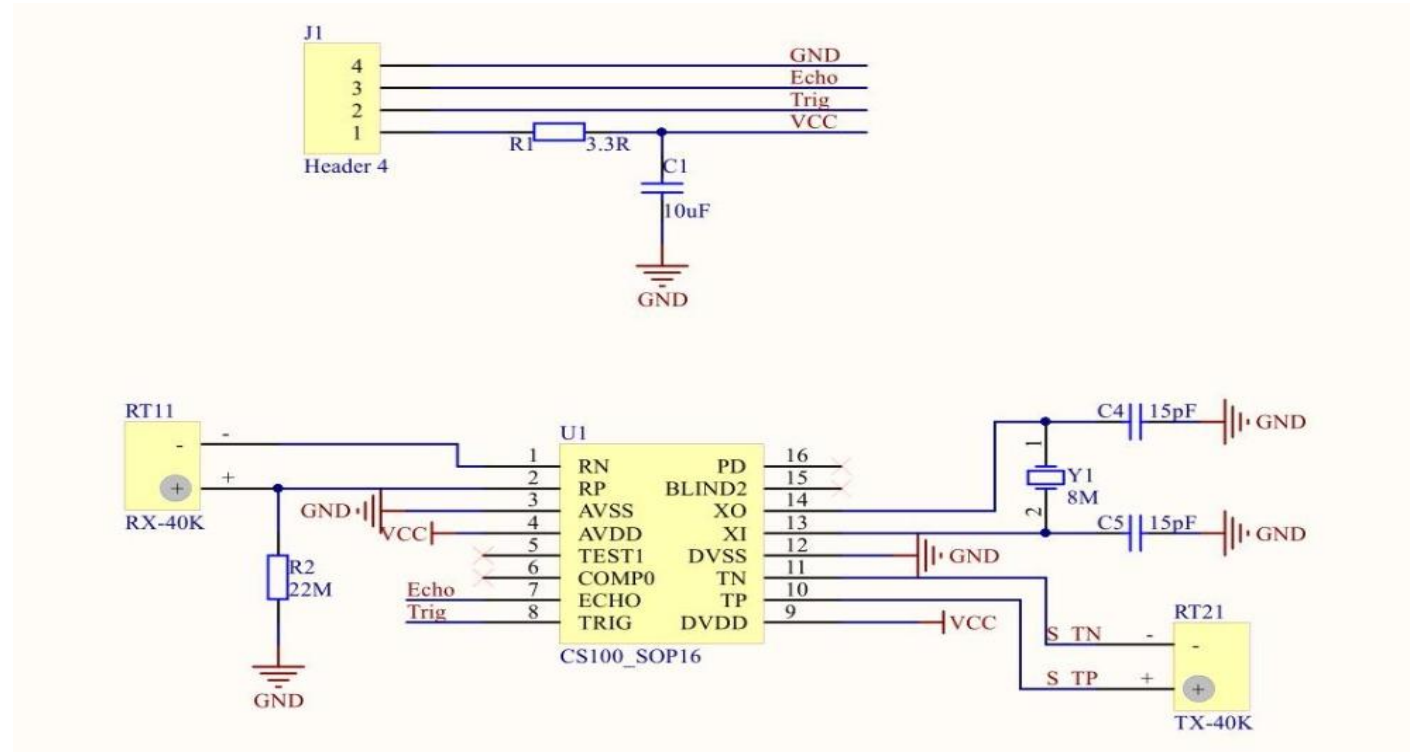 J1
4 GND
3 Echo
2 Trig
1 R1 3.3R VCC
Header 4
C1
10uF
GND
RT11
-
-
+
+
RX-40K
R2
22M
GND
GND
VCC
Echo
Trig
U1
1 RN PD 16
2 RP BLIND2 15
3 AVSS XO 14
4 AVDD XI 13
5 TEST1 DVSS 12
6 COMP0 TN 11
7 ECHO TP 10
8 TRIG DVDD 9
CS100_SOP16
C4 15pF GND
1
Y1
8M
2
C5 15pF GND
GND
VCC
RT21
S TN - -
S TP + +
TX-40K